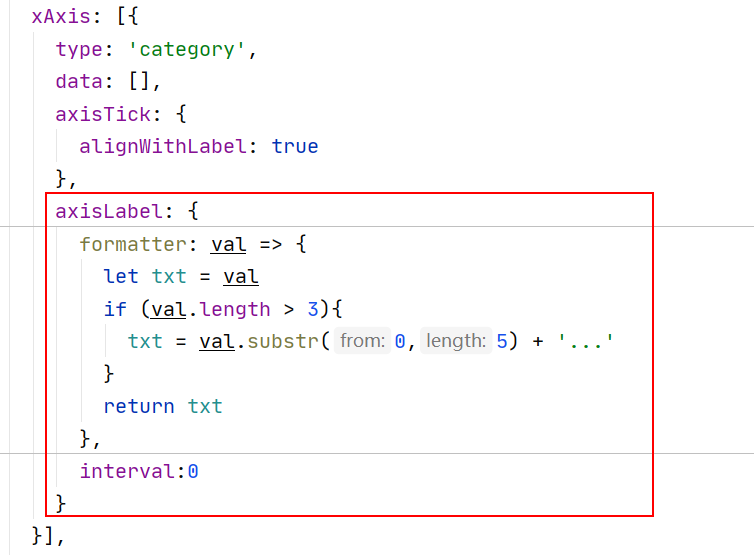 xAxis: [{
type: 'category',
data: [],
axisTick: {
alignWithLabel: true
},
axisLabel: {
formatter: val => {
let txt = val
if (val.length > 3){
txt = val.substr( from: 0, length: 5) + '...'
}
return txt
},
interval:0
}
}],